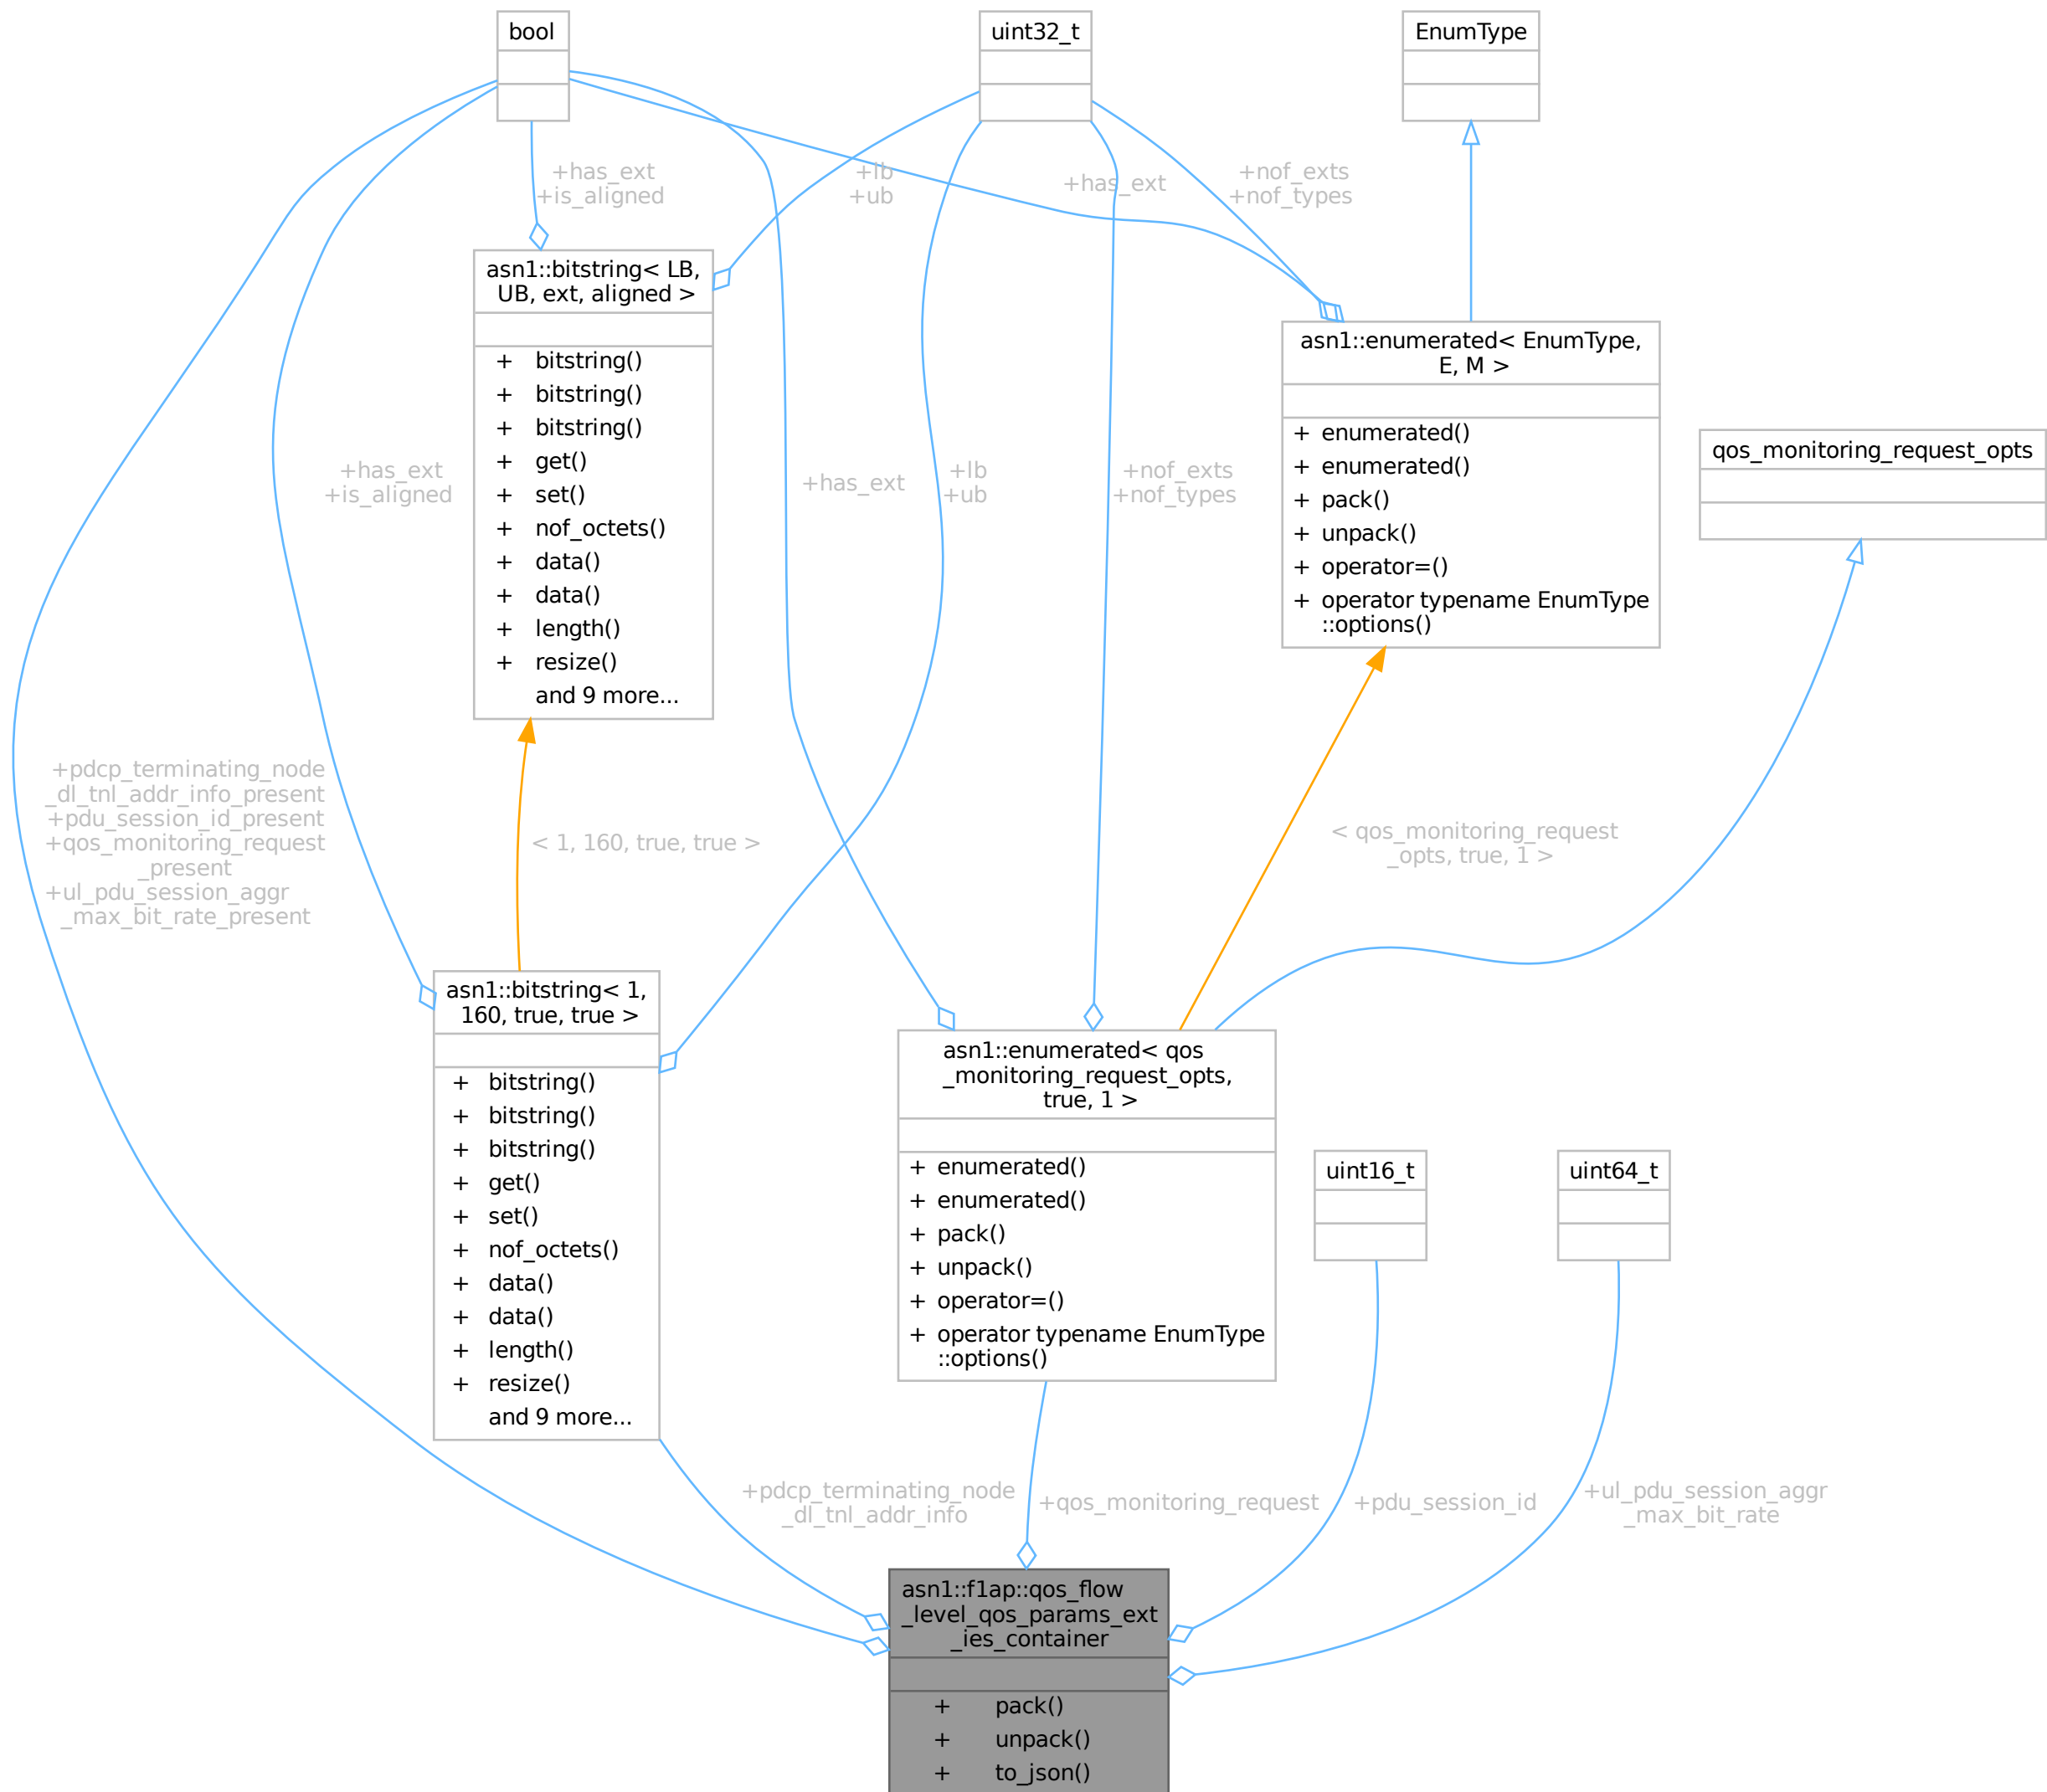 bool
uint32_t
EnumType
+has_ext
+is_aligned
+lb
+ub
+has_ext
+nof_exts
+nof_types
asn1::bitstring< LB,
UB, ext, aligned >
+ bitstring()
+ bitstring()
+ bitstring()
+ get()
+ set()
+ nof_octets()
+ data()
+ data()
+ length()
+ resize()
and 9 more...
asn1::enumerated< EnumType,
E, M >
+ enumerated()
+ enumerated()
+ pack()
+ unpack()
+ operator=()
+ operator typename EnumType
::options()
qos_monitoring_request_opts
+has_ext
+is_aligned
+has_ext
+lb
+ub
+nof_exts
+nof_types
+pdcp_terminating_node
_dl_tnl_addr_info_present
+pdu_session_id_present
+qos_monitoring_request
_present
+ul_pdu_session_aggr
_max_bit_rate_present
< 1, 160, true, true >
< qos_monitoring_request
_opts, true, 1 >
asn1::bitstring< 1,
160, true, true >
+ bitstring()
+ bitstring()
+ bitstring()
+ get()
+ set()
+ nof_octets()
+ data()
+ data()
+ length()
+ resize()
and 9 more...
asn1::enumerated< qos
_monitoring_request_opts,
true, 1 >
+ enumerated()
+ enumerated()
+ pack()
+ unpack()
+ operator=()
+ operator typename EnumType
::options()
uint16_t
uint64_t
+pdcp_terminating_node
_dl_tnl_addr_info
+qos_monitoring_request
+pdu_session_id
+ul_pdu_session_aggr
_max_bit_rate
asn1::f1ap::qos_flow
_level_qos_params_ext
_ies_container
+ pack()
+ unpack()
+ to_json()